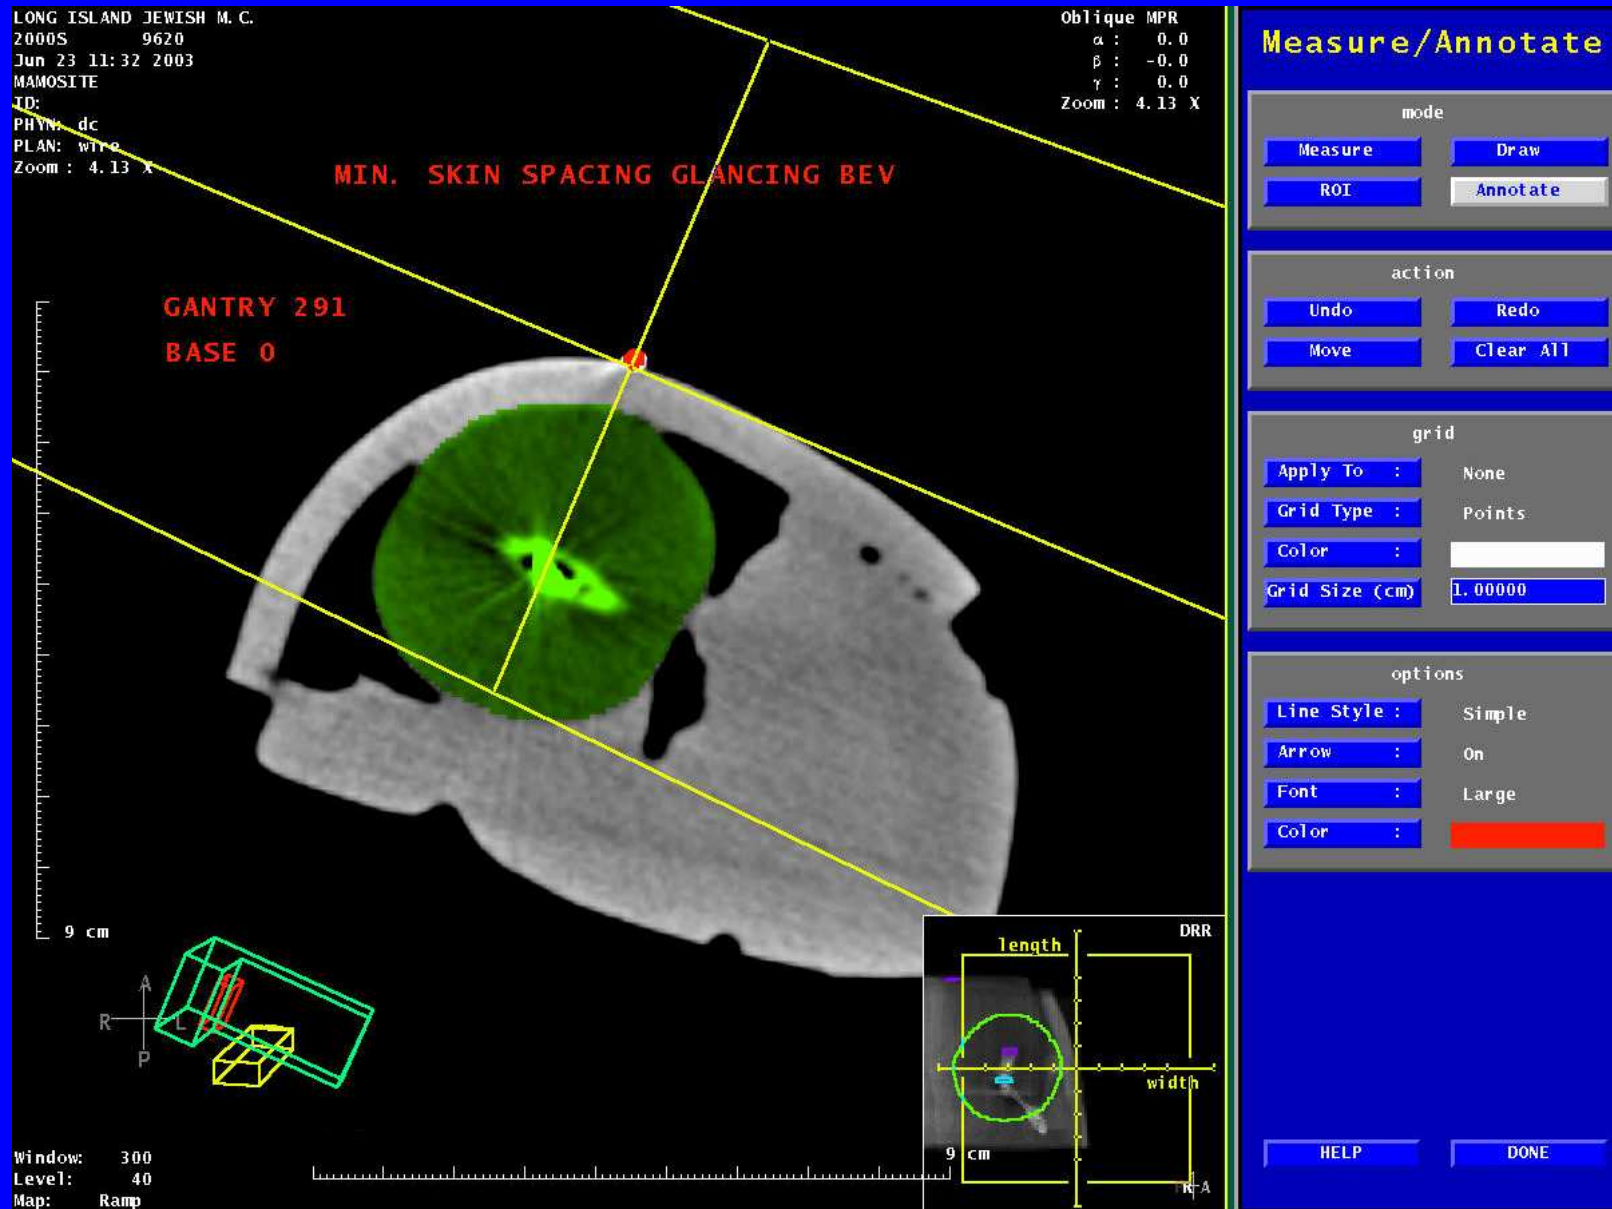 LONG ISLAND JEWISH M.C.
2000S 9620
Jun 23 11:32 2003
MAMOSITE
ID:
PHYN: dc
PLAN: wire
Zoom : 4.13 X
Oblique MPR
α : 0.0
β : -0.0
γ : 0.0
Zoom : 4.13 X
MIN. SKIN SPACING GLANCING BEV
GANTRY 291
BASE 0
9 cm
A
R L
P
Window: 300
Level: 40
Map: Ramp
DRR
length
width
9 cm
R A
Measure/Annotate
mode
Measure Draw
ROI Annotate
action
Undo Redo
Move Clear All
grid
Apply To : None
Grid Type : Points
Color :
Grid Size (cm) 1.00000
options
Line Style : Simple
Arrow : On
Font : Large
Color :
HELP DONE